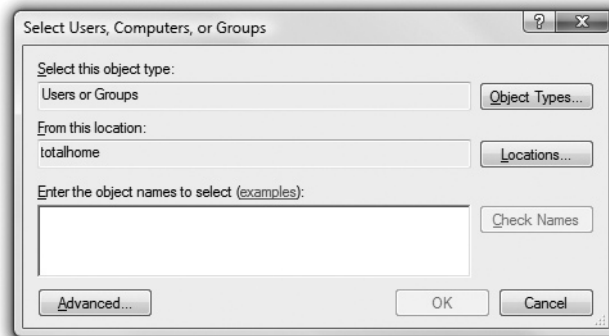 Select Users, Computers, or Groups
Select this object type:
Users or Groups
Object Types...
From this location:
totalhome
Locations...
Enter the object names to select (examples):
Check Names
Advanced...
OK
Cancel